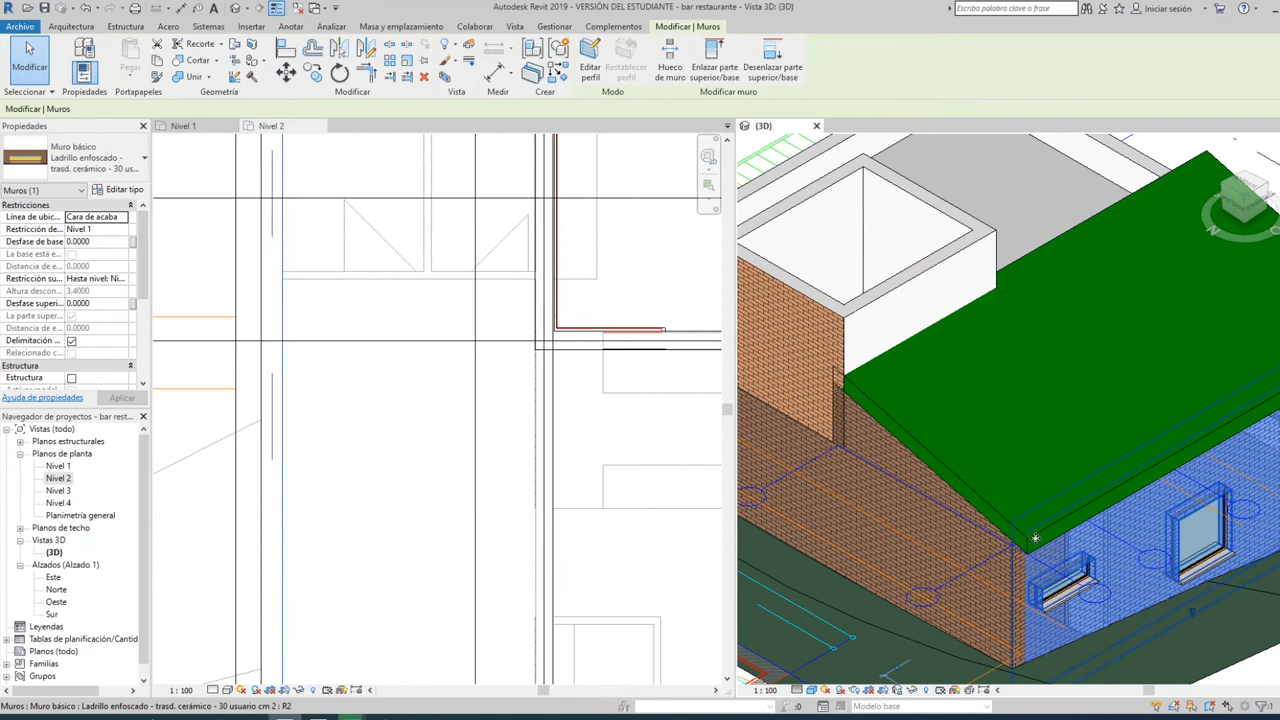 Autodesk Revit 2019 - VERSIÓN DEL ESTUDIANTE - bar restaurante - Vista 3D: {3D}
Escriba palabra clave o frase
Iniciar sesión
Archivo Arquitectura Estructura Acero Sistemas Insertar Anotar Analizar Masa y emplazamiento Colaborar Vista Gestionar Complementos Modificar | Muros
Modificar
Pegar
Recorte
Cortar
Unir
Editar perfil
Restablecer perfil
Hueco de muro
Enlazar parte superior/base
Desenlazar parte superior/base
Seleccionar Propiedades Portapapeles Geometría Modificar Vista Medir Crear Modo Modificar muro
Modificar | Muros
Propiedades
Nivel 1
Nivel 2
{3D}
Muro básico
Ladrillo enfoscado -
trasd. cerámico - 30 usuario
Muros (1)
Editar tipo
Restricciones
Línea de ubic... Cara de acaba
Restricción de... Nivel 1
Desfase de base 0.0000
La base está e...
Distancia de e... 0.0000
Restricción su... Hasta nivel: Ni...
Altura descon... 3.4000
Desfase superi... 0.0000
La parte super...
Distancia de e... 0.0000
Delimitación ...
Relacionado c...
Estructura
Estructura
Ayuda de propiedades
Aplicar
Navegador de proyectos - bar rest...
Vistas (todo)
Planos estructurales
Planos de planta
Nivel 1
Nivel 2
Nivel 3
Nivel 4
Planimetría general
Planos de techo
Vistas 3D
{3D}
Alzados (Alzado 1)
Este
Norte
Oeste
Sur
Leyendas
Tablas de planificación/Cantid
Planos (todo)
Familias
Grupos
1 : 100
1 : 100
Muros : Muro básico : Ladrillo enfoscado - trasd. cerámico - 30 usuario cm 2 : R2
:0
Modelo base